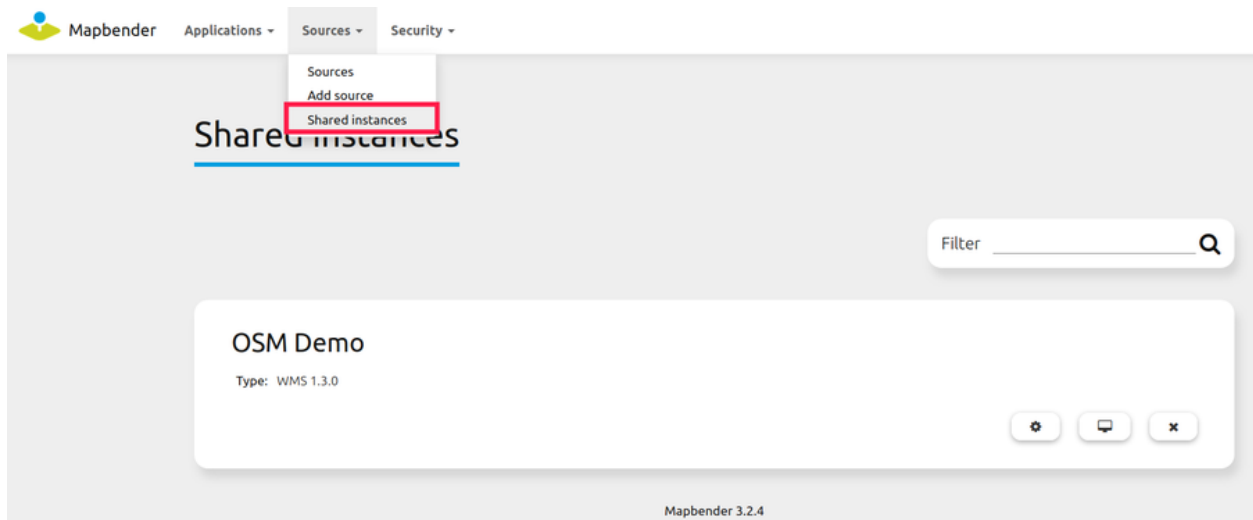 Mapbender Applications Sources Security
Sources
Add source
Shared instances
Shared instances
Filter
OSM Demo
Type: WMS 1.3.0
Mapbender 3.2.4